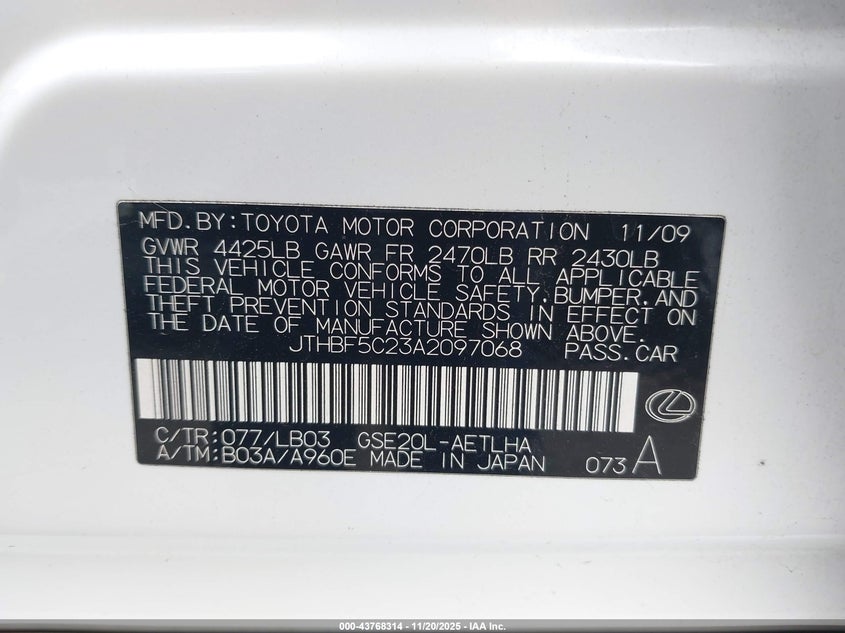 MFD.BY:TOYOTA MOTOR CORPORATION 11/09
GVWR 4425LB GAWR FR 2470LB RR 2430LB
THIS VEHICLE CONFORMS TO ALL APPLICABLE
FEDERAL MOTOR VEHICLE SAFETY,BUMPER,AND
THEFT PREVENTION STANDARDS IN EFFECT ON
THE DATE OF MANUFACTURE SHOWN ABOVE.
JTHBF5C23A2097068 PASS.CAR
C/TR:077/LB03 GSE20L-AETLHA
A/TM:B03A/A960E MADE IN JAPAN 073 A
000-43768314 - 11/20/2025 - IAA Inc.